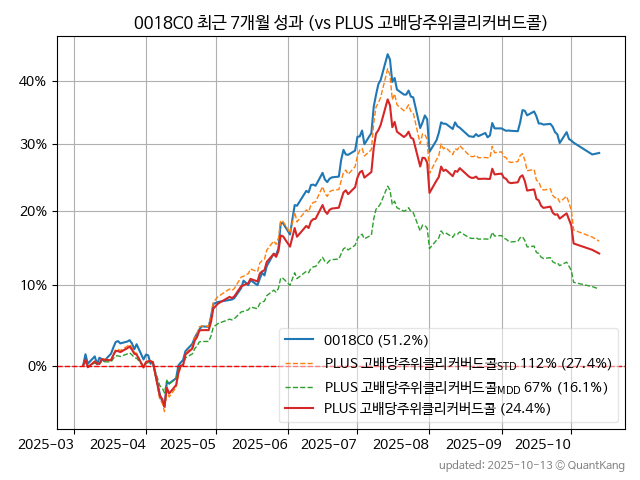 0018C0 최근 7개월 성과 (vs PLUS 고배당주위클리커버드콜)
40%
30%
20%
10%
0%
0018C0 (51.2%)
PLUS 고배당주위클리커버드콜STD 112% (27.4%)
PLUS 고배당주위클리커버드콜MDD 67% (16.1%)
PLUS 고배당주위클리커버드콜 (24.4%)
2025-03 2025-04 2025-05 2025-06 2025-07 2025-08 2025-09 2025-10
updated: 2025-10-13 © QuantKang